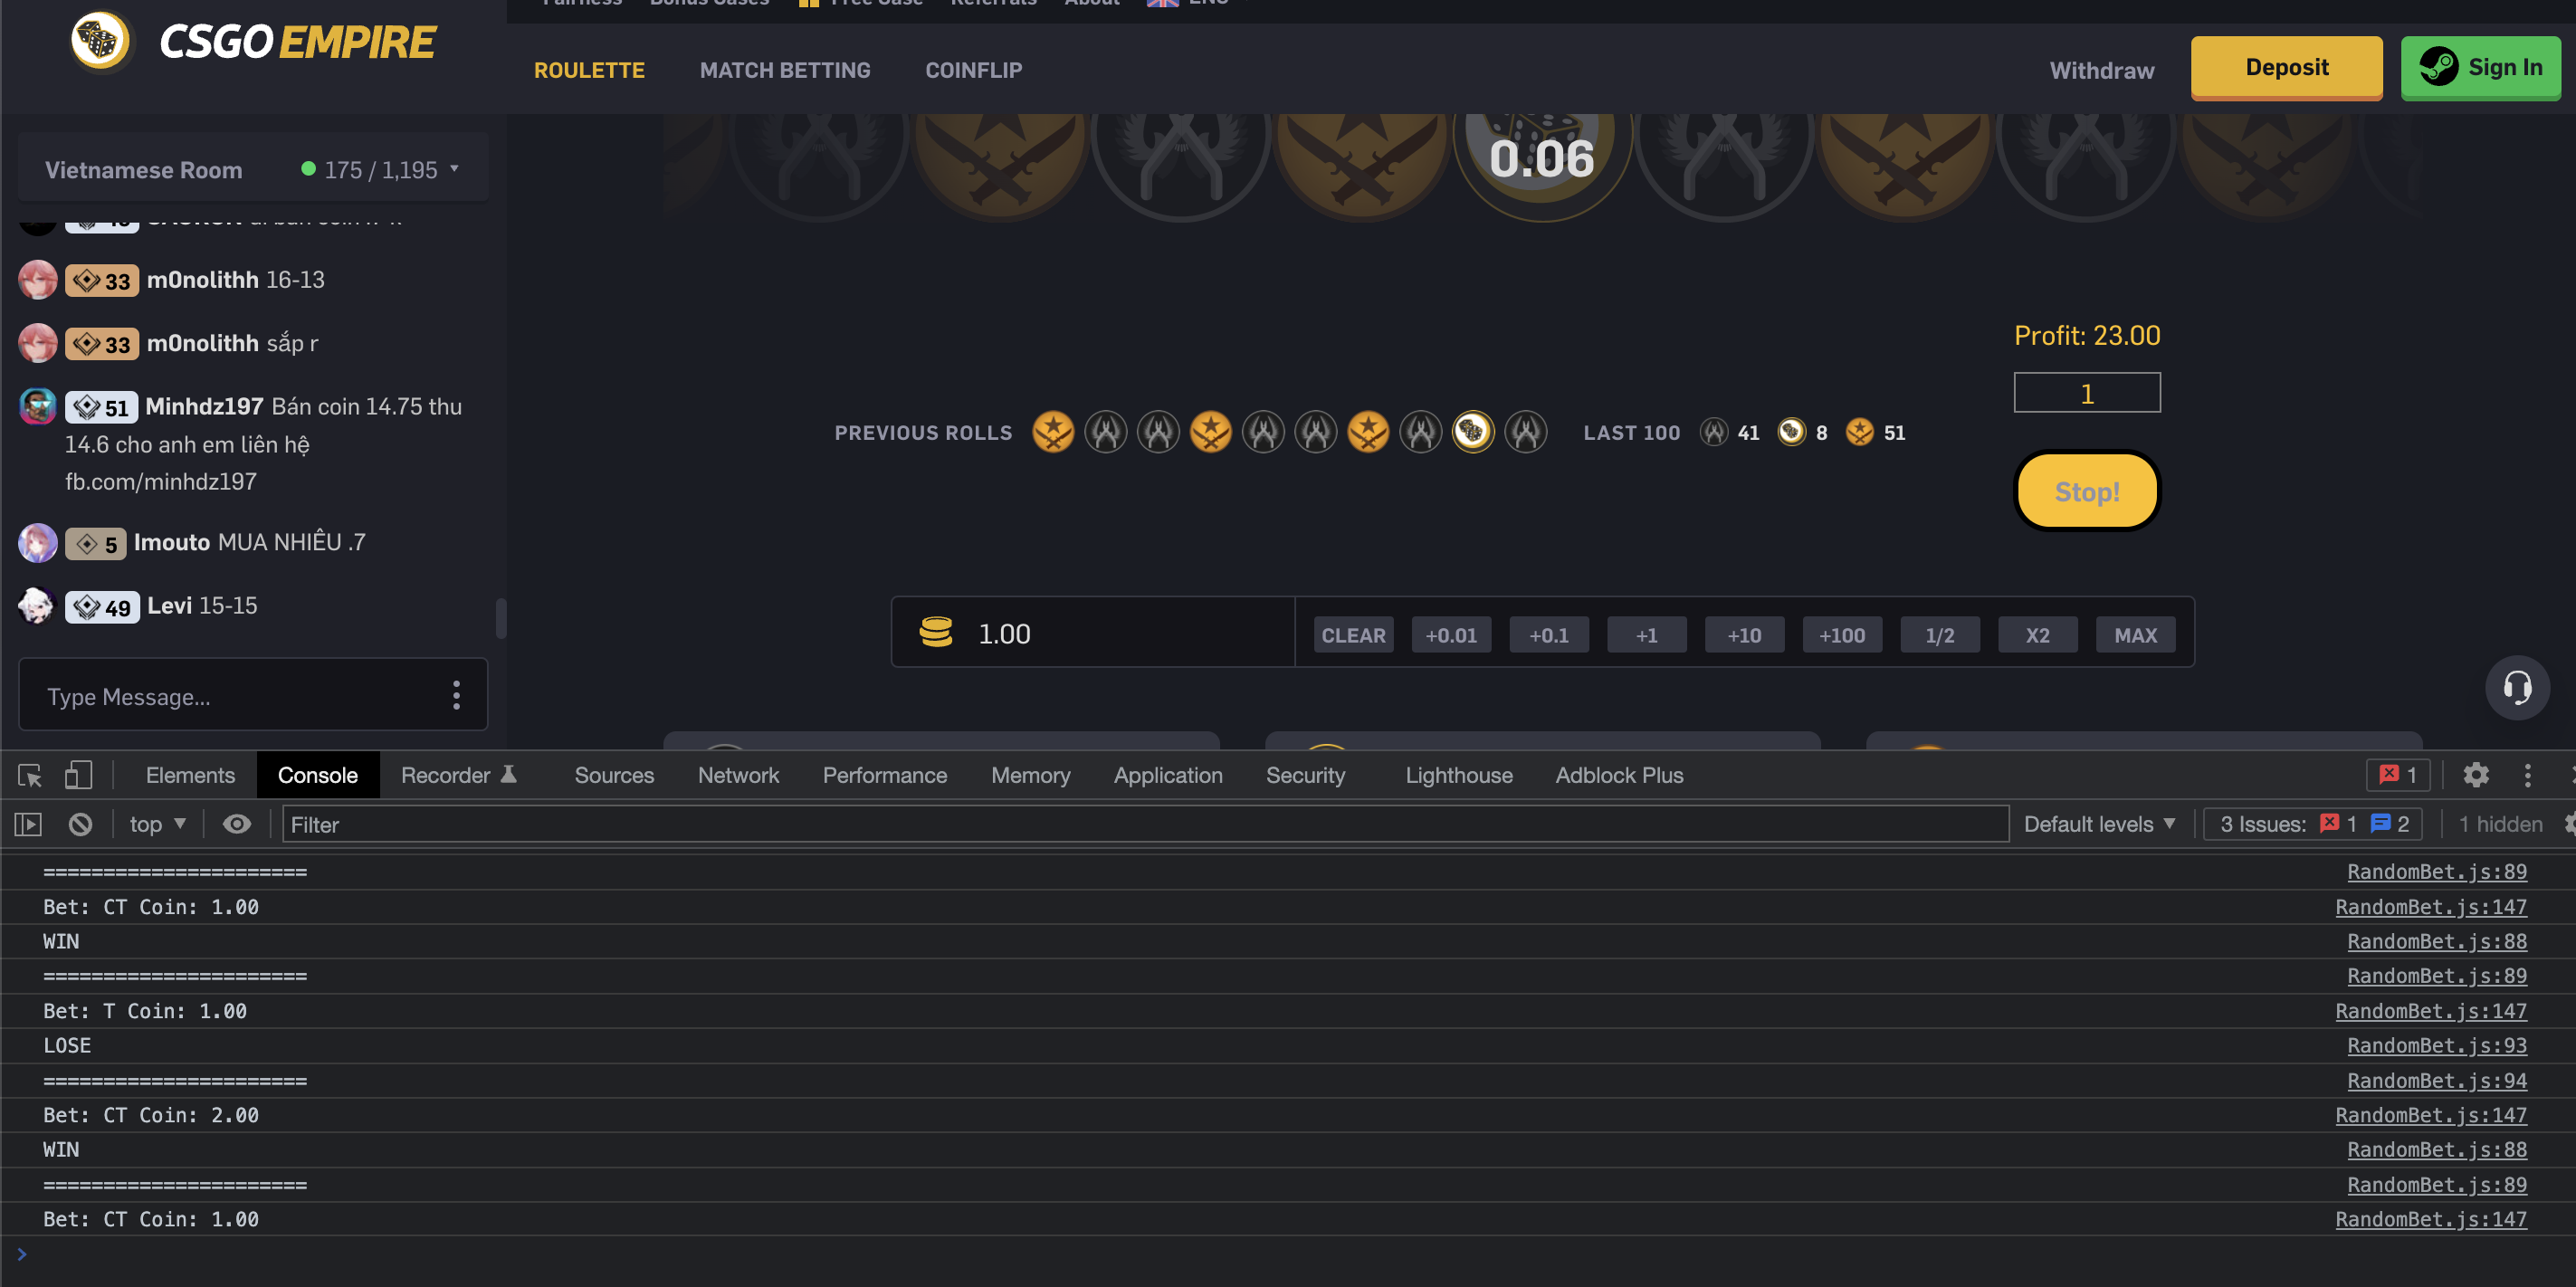 Fairness Bonus Cases Free Case Referrals About ENG
CSGOEMPIRE
ROULETTE MATCH BETTING COINFLIP
Withdraw Deposit Sign In
Vietnamese Room 175 / 1,195
0.06
m0nolithh 16-13
33
m0nolithh sắp r
33
51 Minhdz197 Bán coin 14.75 thu
14.6 cho anh em liên hệ
fb.com/minhdz197
5 Imouto MUA NHIÊU .7
49 Levi 15-15
Type Message...
Profit: 23.00
1
PREVIOUS ROLLS LAST 100 41 8 51
Stop!
1.00 CLEAR +0.01 +0.1 +1 +10 +100 1/2 X2 MAX
Elements Console Recorder Sources Network Performance Memory Application Security Lighthouse Adblock Plus 1
top Filter Default levels 3 Issues: 1 2 1 hidden
====================== RandomBet.js:89
Bet: CT Coin: 1.00 RandomBet.js:147
WIN RandomBet.js:88
====================== RandomBet.js:89
Bet: T Coin: 1.00 RandomBet.js:147
LOSE RandomBet.js:93
====================== RandomBet.js:94
Bet: CT Coin: 2.00 RandomBet.js:147
WIN RandomBet.js:88
====================== RandomBet.js:89
Bet: CT Coin: 1.00 RandomBet.js:147